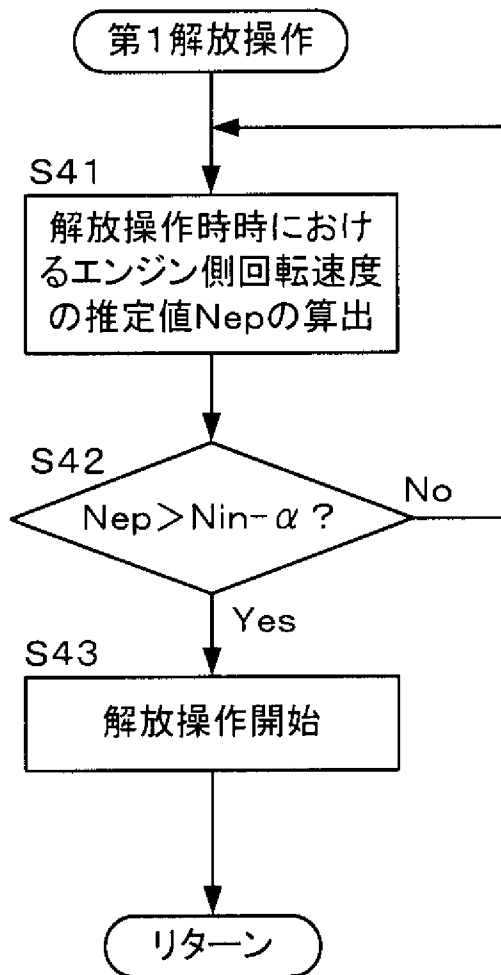 第1解放操作
S41
解放操作時時におけ
るエンジン側回転速度
の推定値Nepの算出
S42
Nep>Nin-α?
No
Yes
S43
解放操作開始
リターン